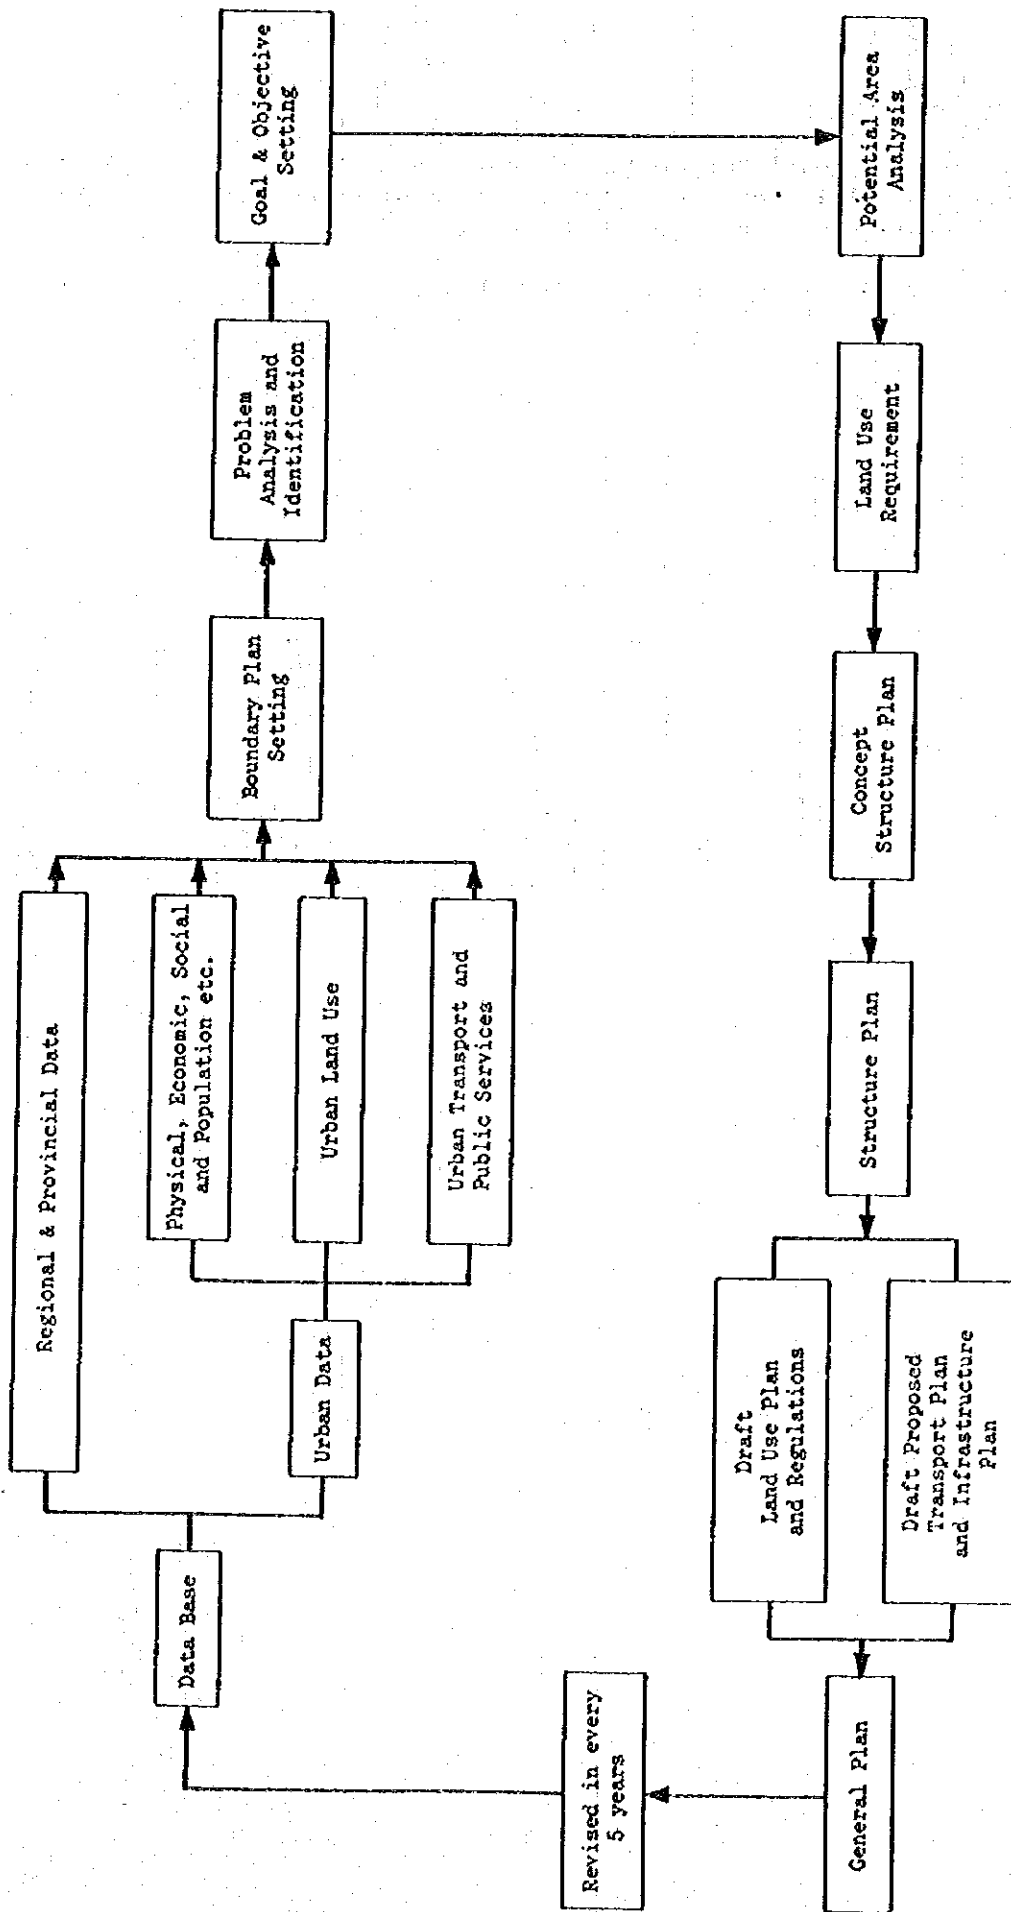 Data Base
Regional & Provincial Data
Urban Data
Physical, Economic, Social
and Population etc.
Urban Land Use
Urban Transport and
Public Services
Boundary Plan
Setting
Problem
Analysis and
Identification
Goal & Objective
Setting
Potential Area
Analysis
Land Use
Requirement
Concept
Structure Plan
Structure Plan
Draft
Land Use Plan
and Regulations
Draft Proposed
Transport Plan
and Infrastructure
Plan
General Plan
Revised in every
5 years